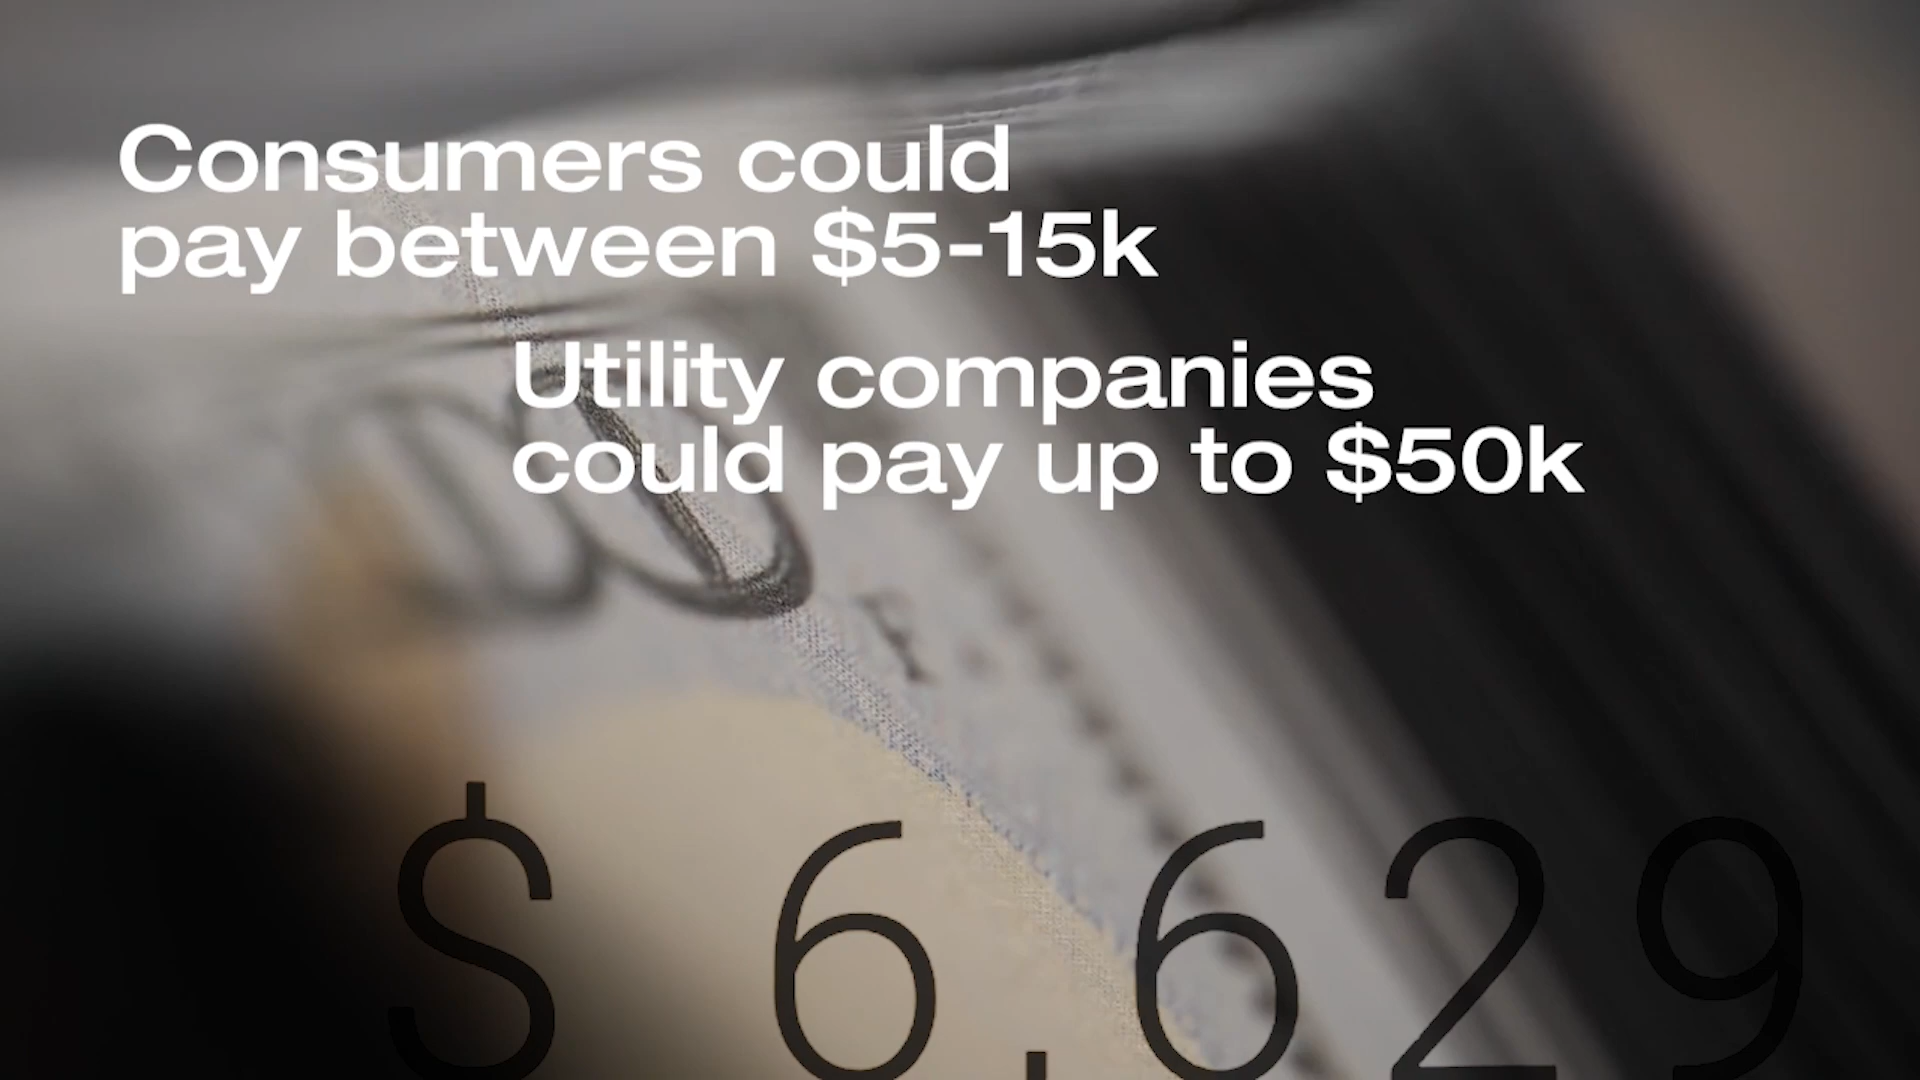 Consumers could
pay between $5-15k
Utility companies
could pay up to $50k
$ 6,629